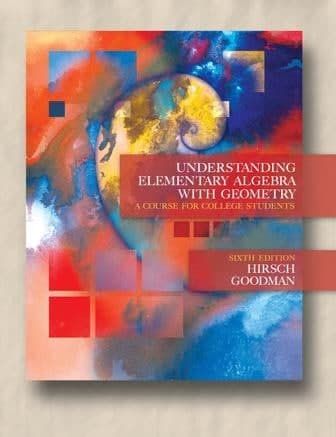 UNDERSTANDING
ELEMENTARY ALGEBRA
WITH GEOMETRY
A COURSE FOR COLLEGE STUDENTS
SIXTH EDITION
HIRSCH
GOODMAN